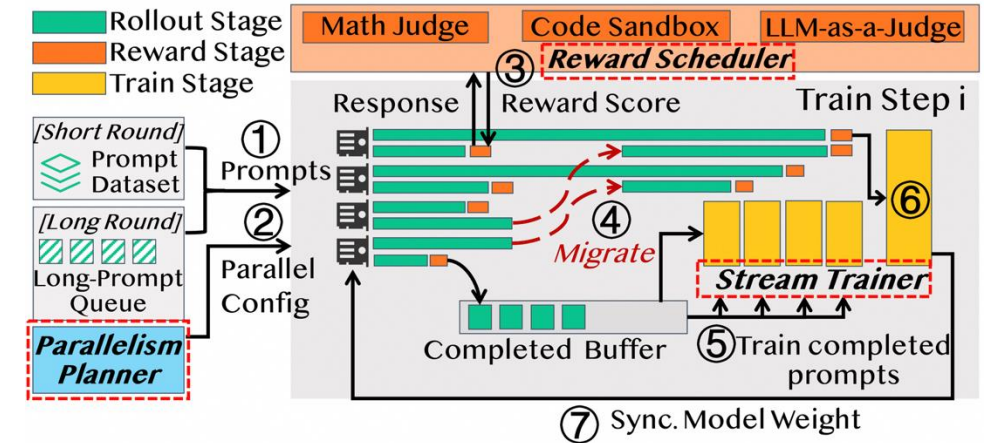 Rollout Stage
Reward Stage
Train Stage
Math Judge
Code Sandbox
LLM-as-a-Judge
Reward Scheduler
③
Response
Reward Score
Train Step i
[Short Round]
Prompt
Dataset
①
Prompts
[Long Round]
Long-Prompt
Queue
②
Parallel
Config
Parallelism
Planner
④
Migrate
⑥
Stream Trainer
Completed Buffer
⑤Train completed
prompts
⑦ Sync. Model Weight